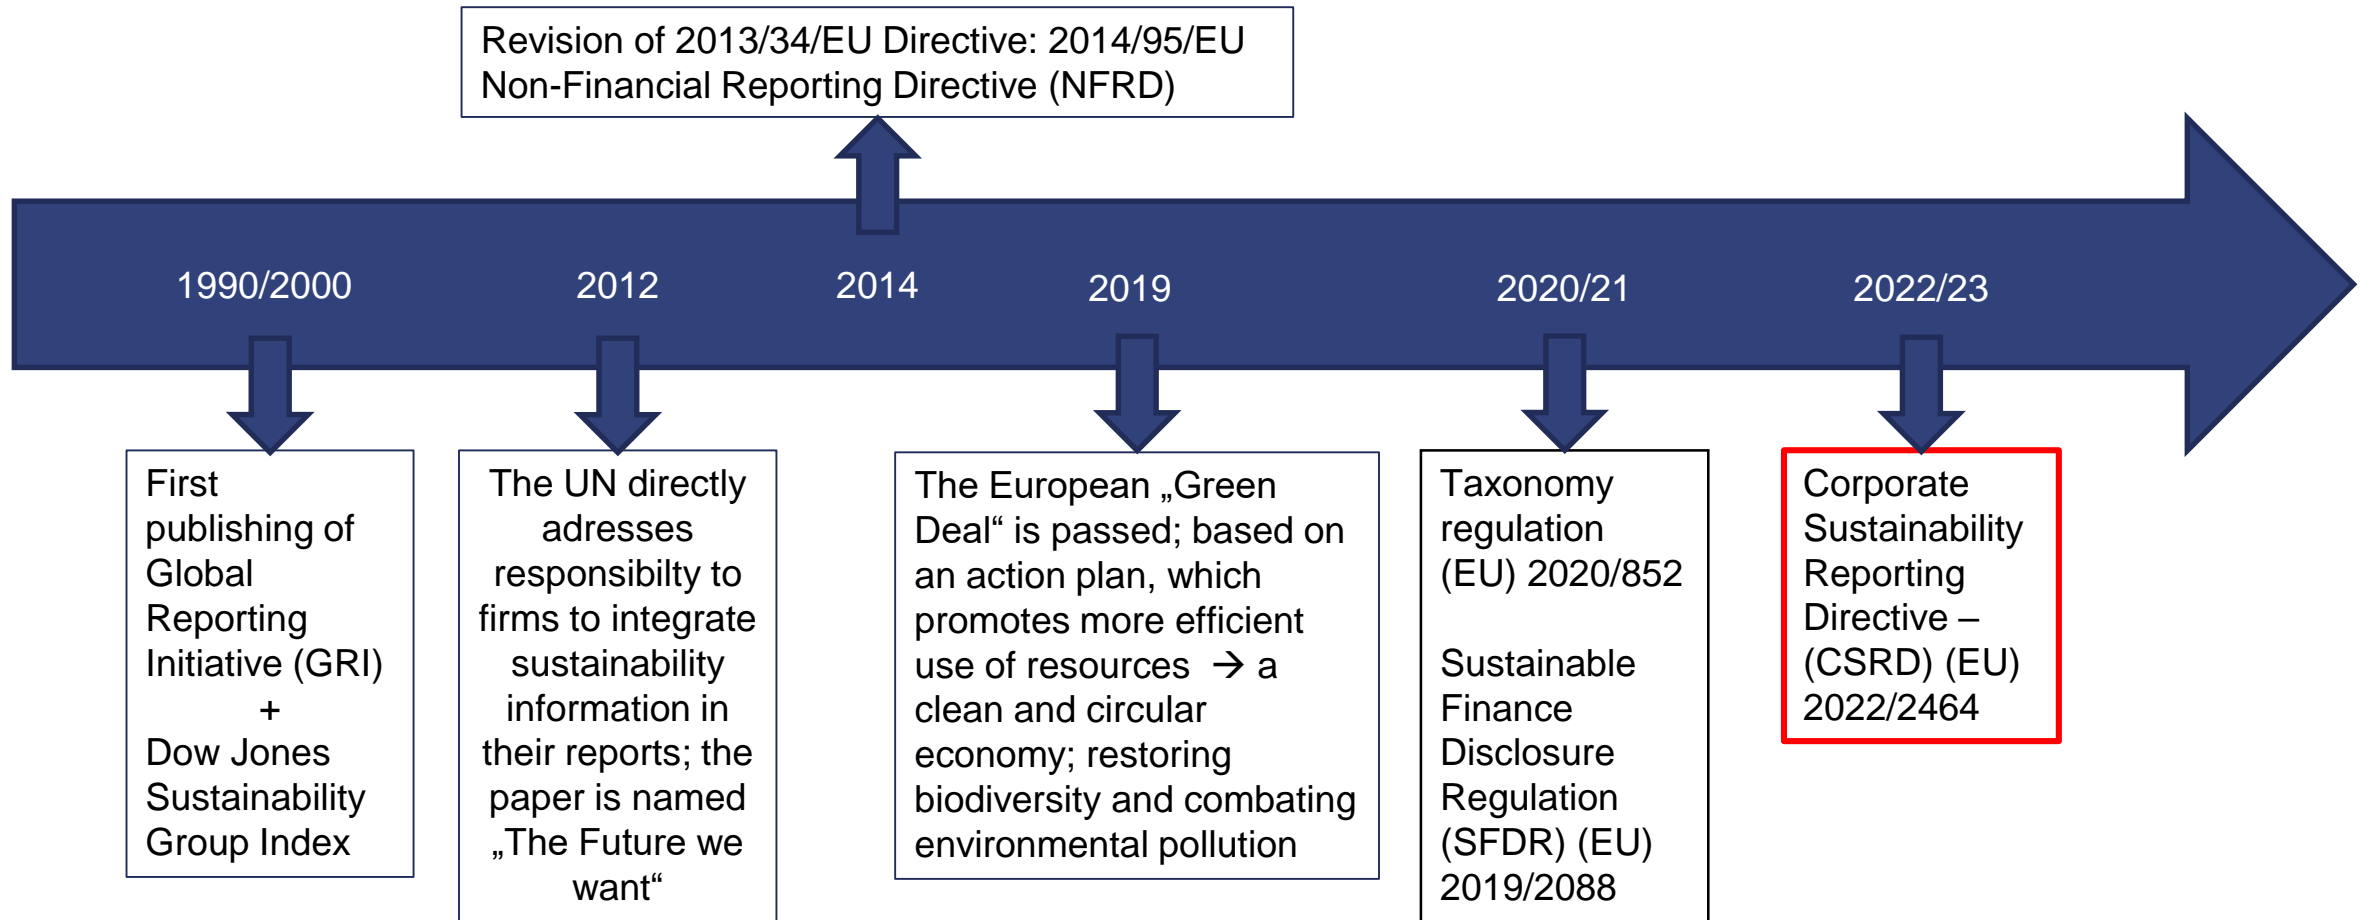 Revision of 2013/34/EU Directive: 2014/95/EU
Non-Financial Reporting Directive (NFRD)
1990/2000
2012
2014
2019
2020/21
2022/23
First
publishing of
Global
Reporting
Initiative (GRI)
+
Dow Jones
Sustainability
Group Index
The UN directly
adresses
responsibilty to
firms to integrate
sustainability
information in
their reports; the
paper is named
„The Future we
want“
The European „Green
Deal“ is passed; based on
an action plan, which
promotes more efficient
use of resources → a
clean and circular
economy; restoring
biodiversity and combating
environmental pollution
Taxonomy
regulation
(EU) 2020/852
Sustainable
Finance
Disclosure
Regulation
(SFDR) (EU)
2019/2088
Corporate
Sustainability
Reporting
Directive –
(CSRD) (EU)
2022/2464